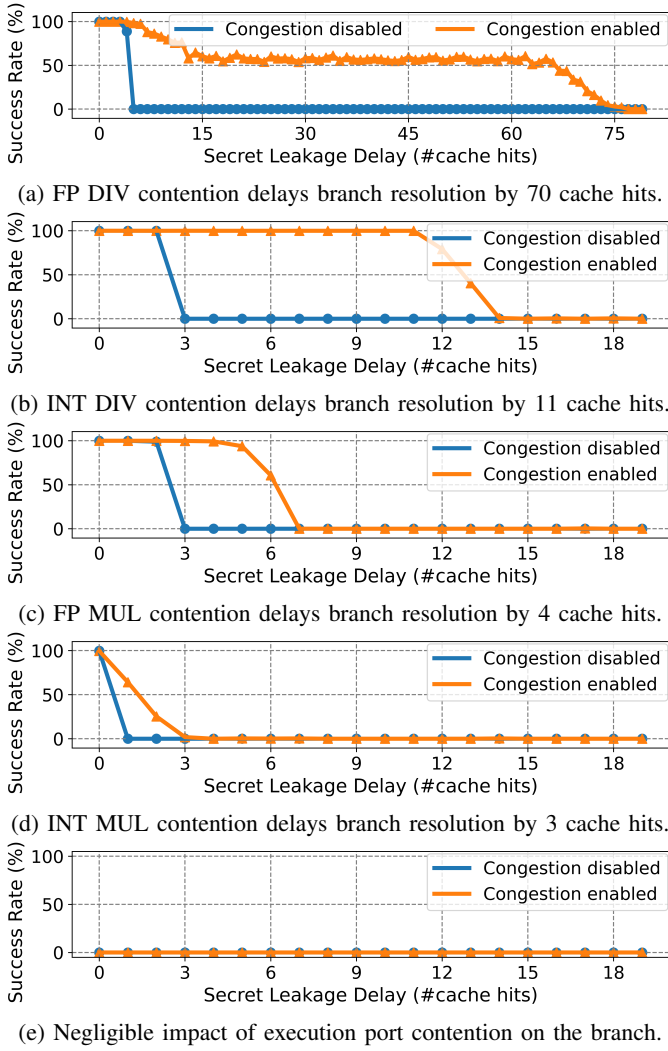 Success Rate (%)
100
50
0
Congestion disabled
Congestion enabled
0 15 30 45 60 75
Secret Leakage Delay (#cache hits)
(a) FP DIV contention delays branch resolution by 70 cache hits.
Success Rate (%)
100
50
0
Congestion disabled
Congestion enabled
0 3 6 9 12 15 18
Secret Leakage Delay (#cache hits)
(b) INT DIV contention delays branch resolution by 11 cache hits.
Success Rate (%)
100
50
0
Congestion disabled
Congestion enabled
0 3 6 9 12 15 18
Secret Leakage Delay (#cache hits)
(c) FP MUL contention delays branch resolution by 4 cache hits.
Success Rate (%)
100
50
0
Congestion disabled
Congestion enabled
0 3 6 9 12 15 18
Secret Leakage Delay (#cache hits)
(d) INT MUL contention delays branch resolution by 3 cache hits.
Success Rate (%)
100
50
0
Congestion disabled
Congestion enabled
0 3 6 9 12 15 18
Secret Leakage Delay (#cache hits)
(e) Negligible impact of execution port contention on the branch.